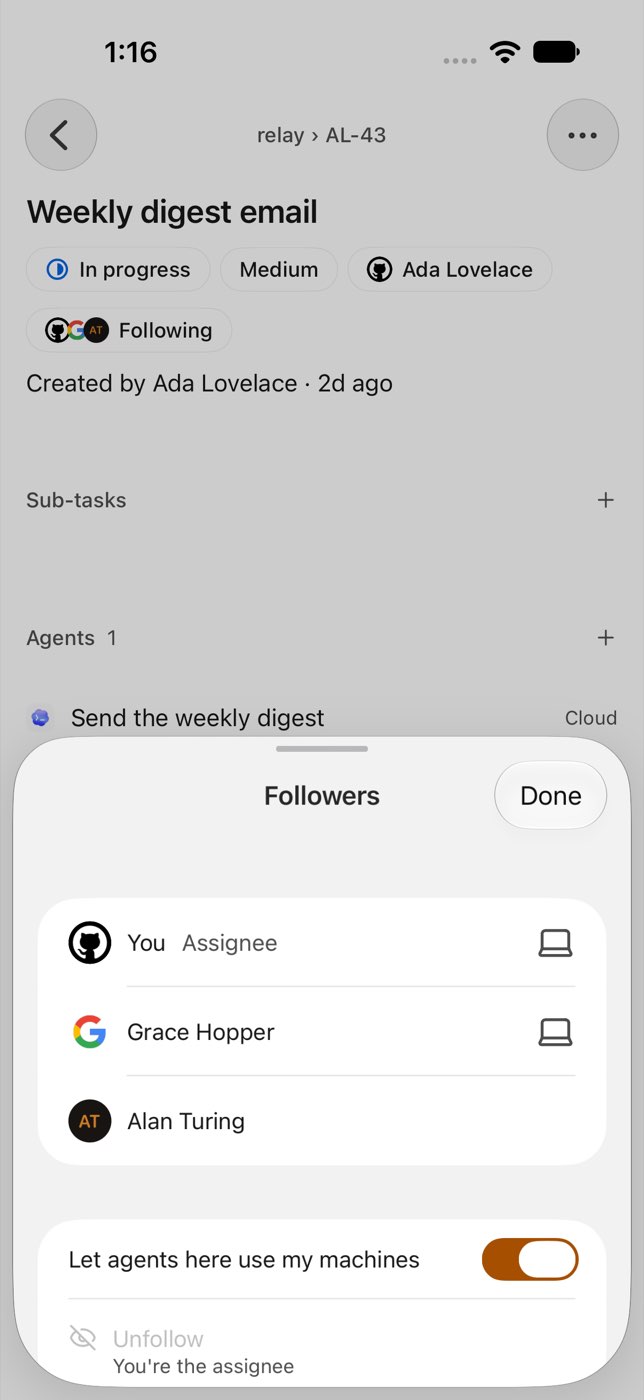 1:16
relay › AL-43
Weekly digest email
In progress
Medium
Ada Lovelace
AT
Following
Created by Ada Lovelace · 2d ago
Sub-tasks
Agents 1
Send the weekly digest
Cloud
Followers
Done
You Assignee
Grace Hopper
AT
Alan Turing
Let agents here use my machines
Unfollow
You're the assignee